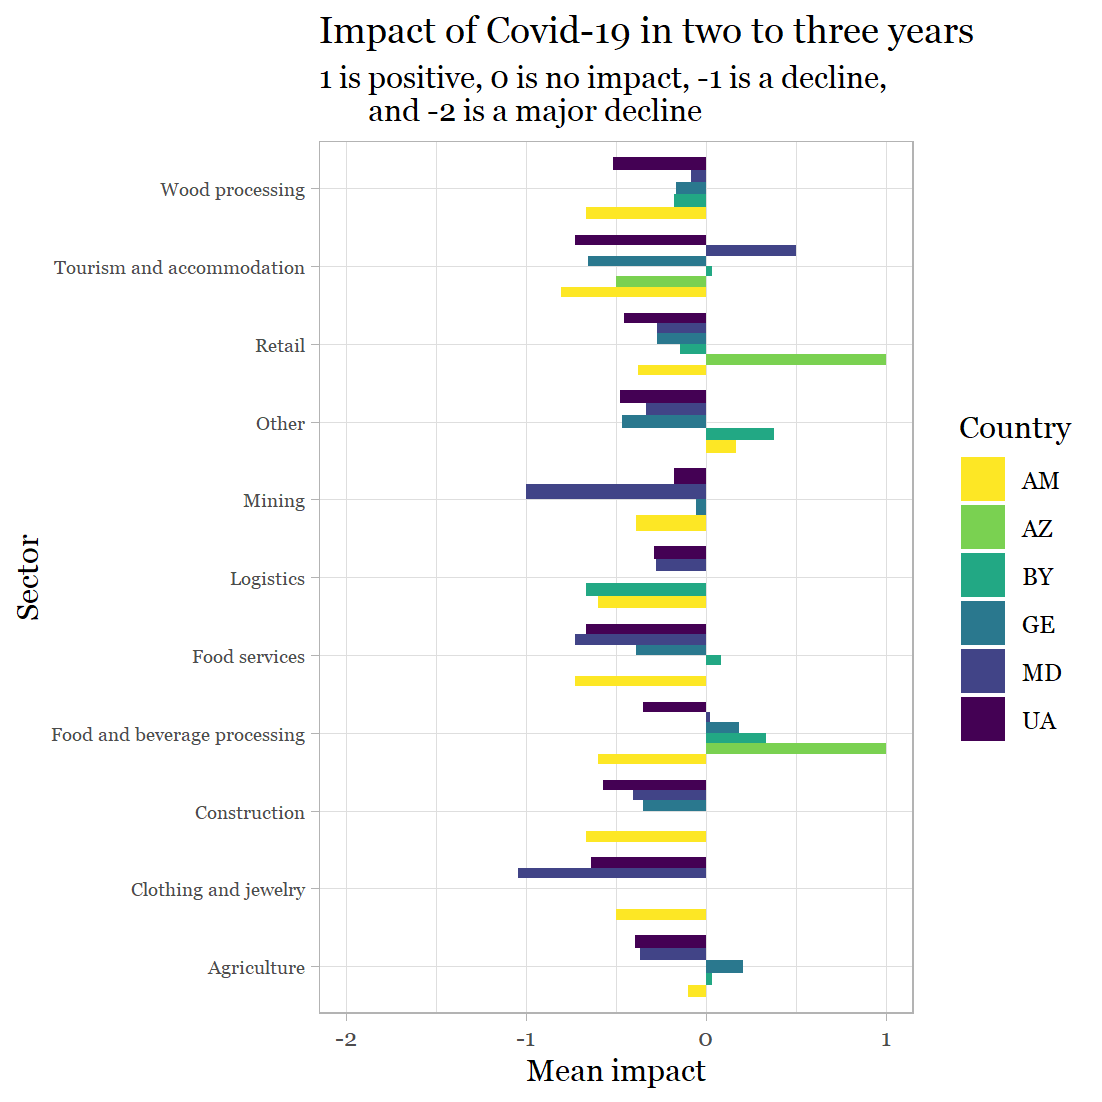 Impact of Covid-19 in two to three years
1 is positive, 0 is no impact, -1 is a decline,
and -2 is a major decline
Wood processing
Tourism and accommodation
Retail
Other
Mining
Logistics
Food services
Food and beverage processing
Construction
Clothing and jewelry
Agriculture
Sector
-2 -1 0 1
Mean impact
Country
AM
AZ
BY
GE
MD
UA